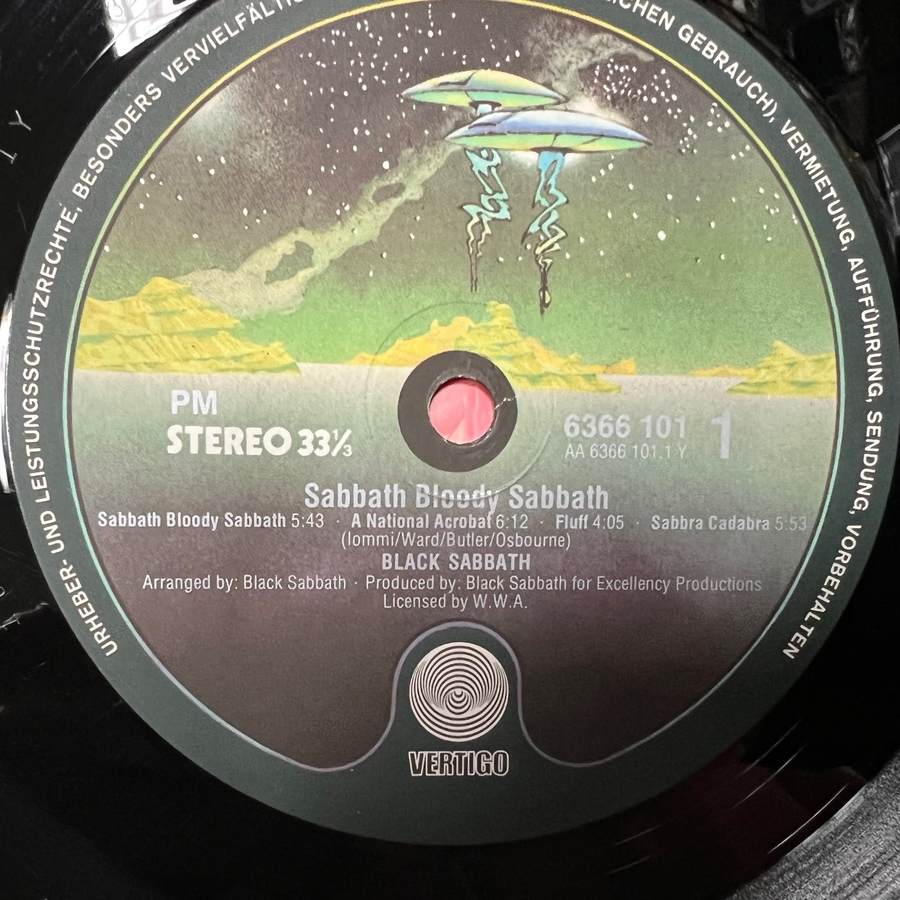 URHEBER- UND LEISTUNGSSCHUTZRECHTE, BESONDERS
GEBRAUCH), VERMIETUNG, AUFFÜHRUNG, SENDUNG, VORBEHALTEN
PM
STEREO 33⅓
6366 101 1
AA 6366 101.1 Y
Sabbath Bloody Sabbath
Sabbath Bloody Sabbath 5:43 · A National Acrobat 6:12 · Fluff 4:05 · Sabbra Cadabra 5:53
(Iommi/Ward/Butler/Osbourne)
BLACK SABBATH
Arranged by: Black Sabbath · Produced by: Black Sabbath for Excellency Productions
Licensed by W.W.A.
VERTIGO